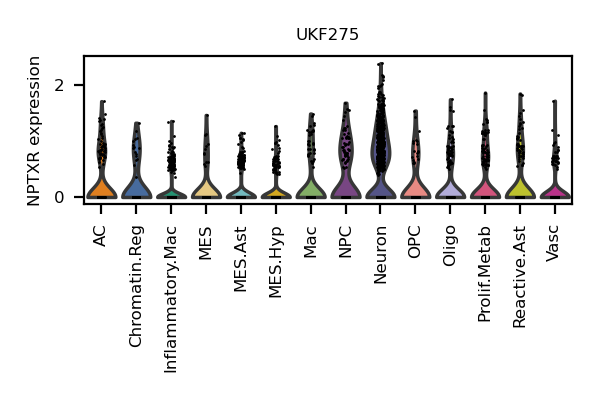 UKF275
NPTXR expression
2
0
AC
Chromatin.Reg
Inflammatory.Mac
MES
MES.Ast
MES.Hyp
Mac
NPC
Neuron
OPC
Oligo
Prolif.Metab
Reactive.Ast
Vasc